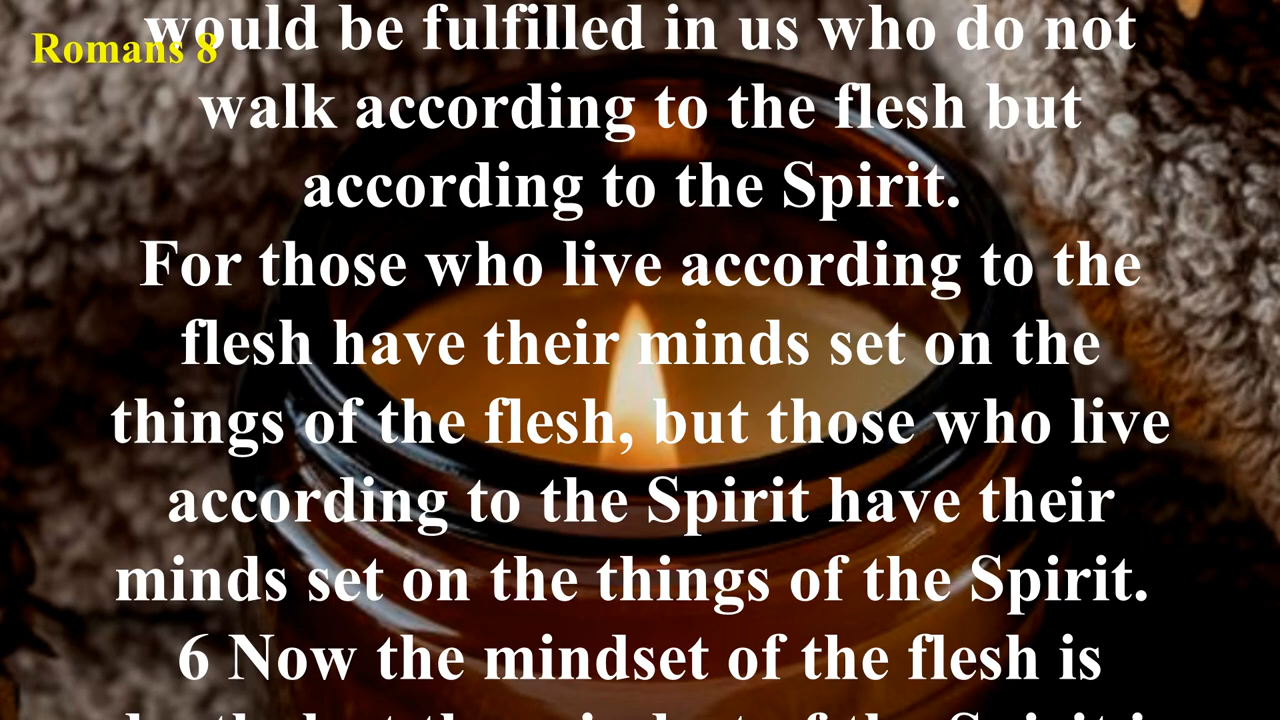 Romans 8
would be fulfilled in us who do not
walk according to the flesh but
according to the Spirit.
For those who live according to the
flesh have their minds set on the
things of the flesh, but those who live
according to the Spirit have their
minds set on the things of the Spirit.
6 Now the mindset of the flesh is